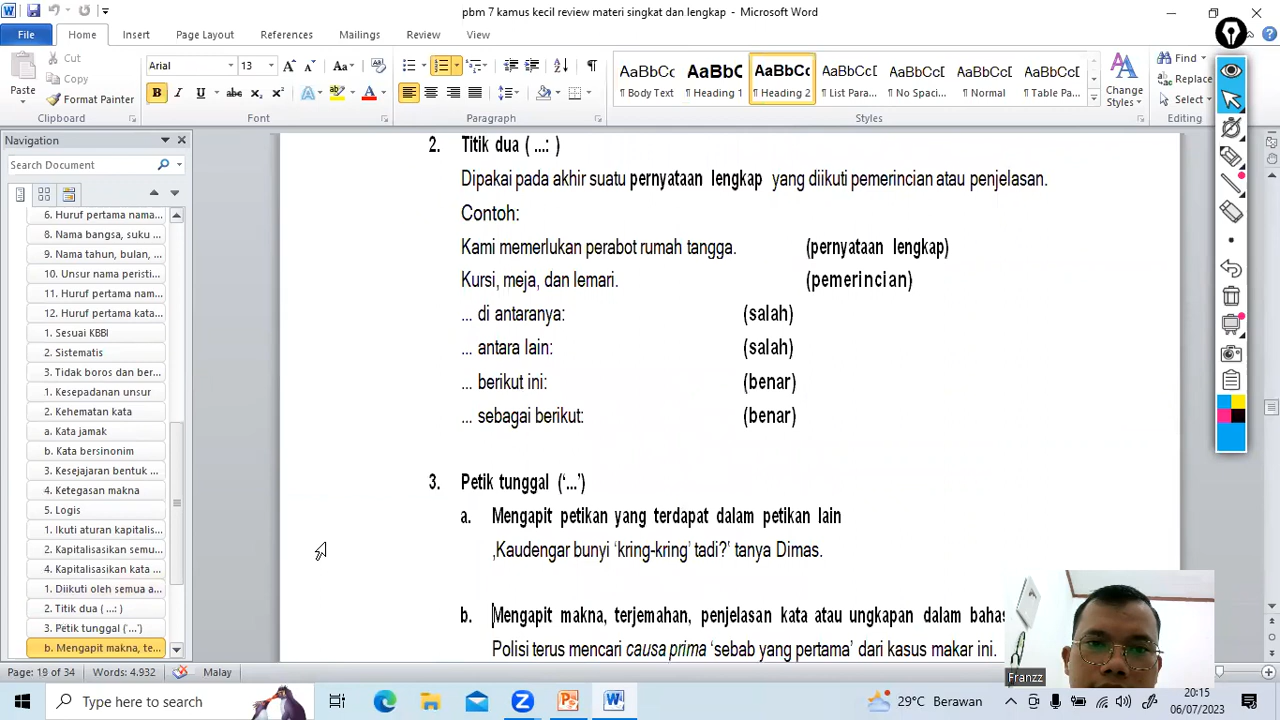 pbm 7 kamus kecil review materi singkat dan lengkap - Microsoft Word
File Home Insert Page Layout References Mailings Review View
Paste
Cut
Copy
Format Painter
Clipboard
Arial 13
Font
Paragraph
AaBbCc AaBbC AaBbCc AaBbC AaBbCc AaBbCc AaBbCc
Body Text Heading 1 Heading 2 List Para... No Spaci... Normal Table Pa...
Styles
Change Styles
Find
Replace
Select
Editing
Navigation
Search Document
6. Huruf pertama nama...
8. Nama bangsa, suku
9. Nama tahun, bulan, ...
10. Unsur nama peristi...
11. Huruf pertama nam...
12. Huruf pertama kata...
1. Sesuai KBBI
2. Sistematis
3. Tidak boros dan ber...
1. Kesepadanan unsur
2. Kehematan kata
a. Kata jamak
b. Kata bersinonim
3. Kesejajaran bentuk ...
4. Ketegasan makna
5. Logis
1. Ikuti aturan kapitalis...
2. Kapitalisasikan semu...
4. Kapitalisasikan kata ...
1. Diikuti oleh semua a...
2. Titik dua ( ...: )
3. Petik tunggal (‘...’)
b. Mengapit makna, te...
2. Titik dua ( ...: )
Dipakai pada akhir suatu pernyataan lengkap yang diikuti pemerincian atau penjelasan.
Contoh:
Kami memerlukan perabot rumah tangga. (pernyataan lengkap)
Kursi, meja, dan lemari. (pemerincian)
... di antaranya: (salah)
... antara lain: (salah)
... berikut ini: (benar)
... sebagai berikut: (benar)
3. Petik tunggal (‘...’)
a. Mengapit petikan yang terdapat dalam petikan lain
‚Kaudengar bunyi ‘kring-kring’ tadi?‛ tanya Dimas.
b. Mengapit makna, terjemahan, penjelasan kata atau ungkapan dalam bahas
Polisi terus mencari causa prima ‘sebab yang pertama’ dari kasus makar ini.
Franzz
Page: 19 of 34 Words: 4.932
Type here to search
29°C Berawan
20:15
06/07/2023